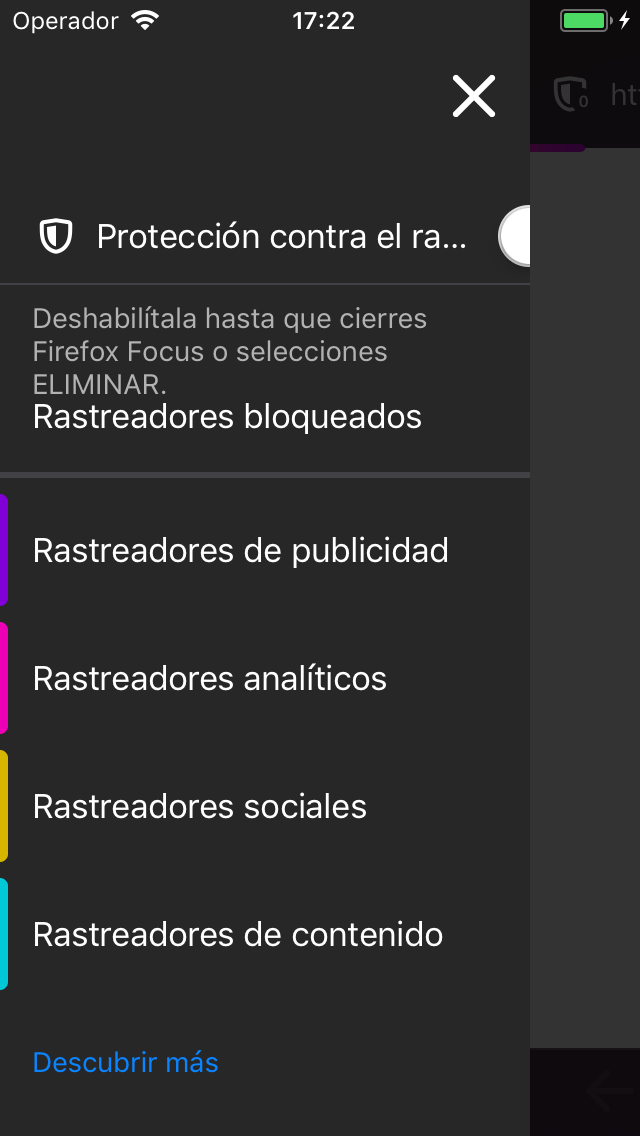 Operador 17:22
0 ht
Protección contra el ra...
Deshabilítala hasta que cierres
Firefox Focus o selecciones
ELIMINAR.
Rastreadores bloqueados
Rastreadores de publicidad
Rastreadores analíticos
Rastreadores sociales
Rastreadores de contenido
Descubrir más